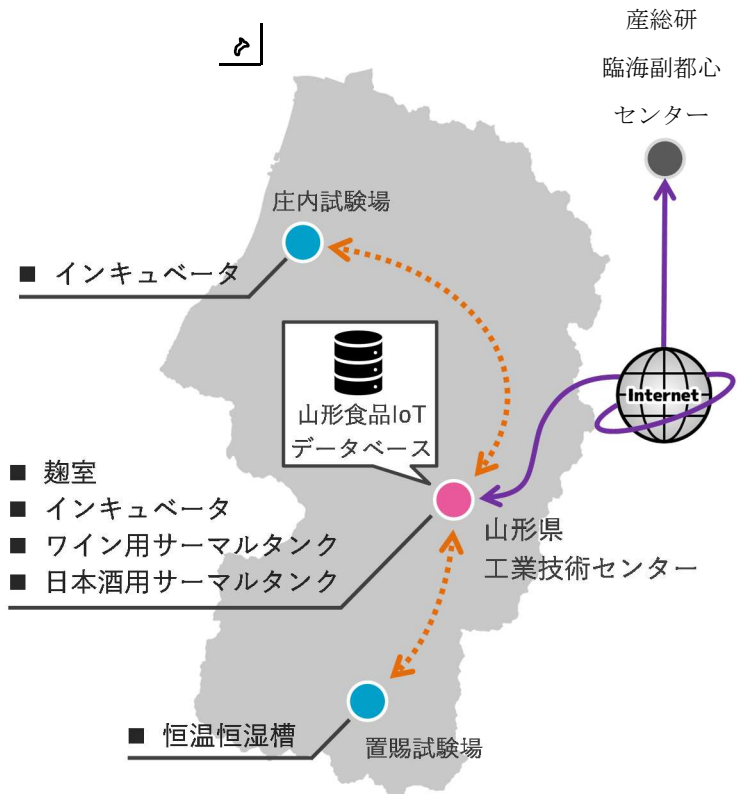 産総研
臨海副都心
センター
庄内試験場
■ インキュベータ
Internet
山形食品IoT
データベース
■ 麹室
■ インキュベータ
■ ワイン用サーマルタンク
■ 日本酒用サーマルタンク
山形県
工業技術センター
■ 恒温恒湿槽
置賜試験場